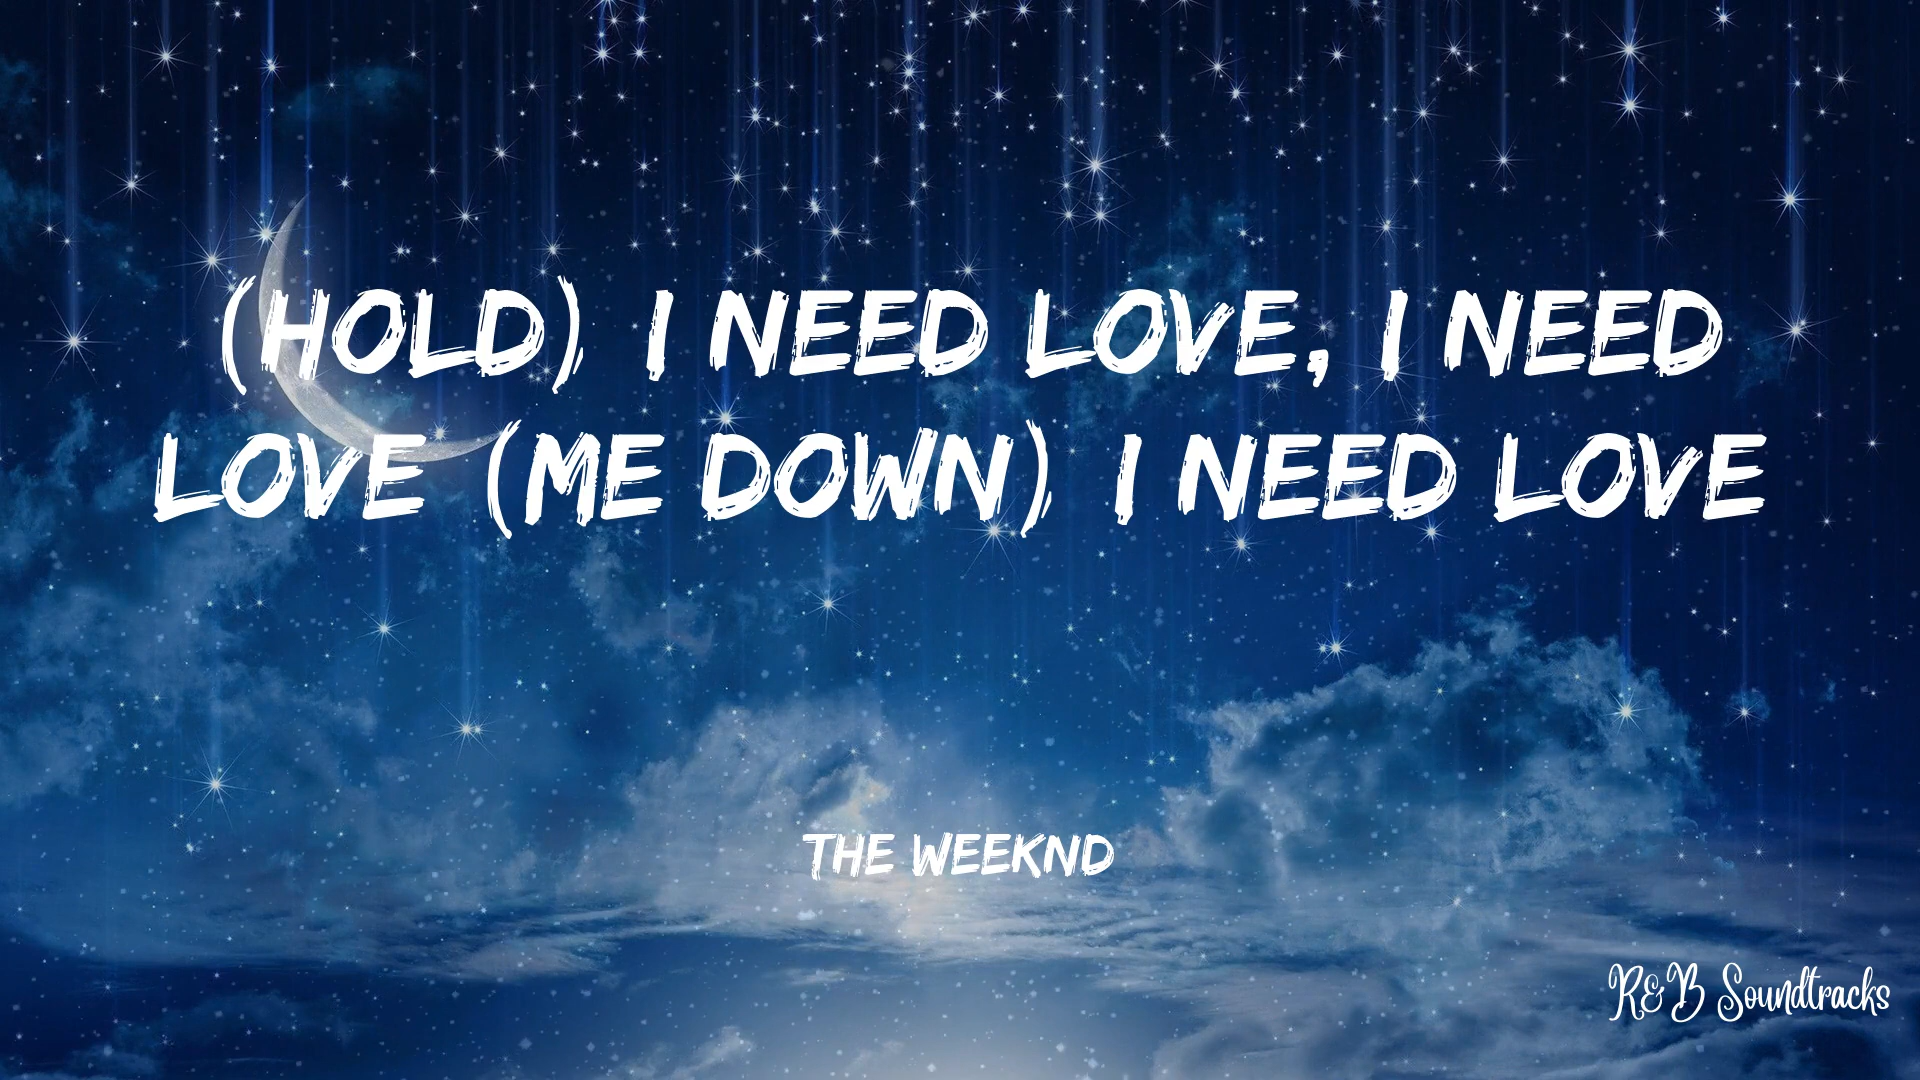 (HOLD) I NEED LOVE, I NEED
LOVE (ME DOWN) I NEED LOVE
THE WEEKND
R&B Soundtracks